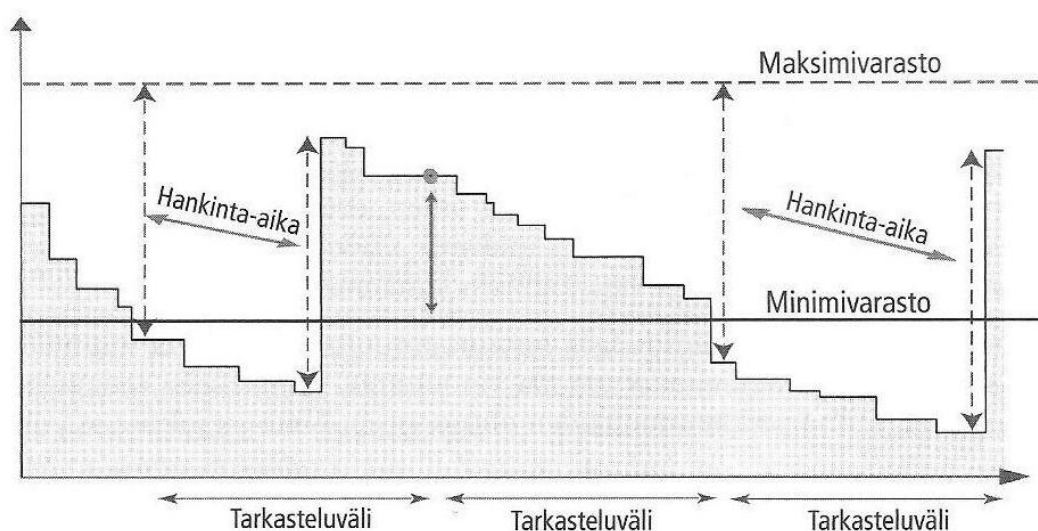 Maksimivarasto
Hankinta-aika
Hankinta-aika
Minimivarasto
Tarkasteluväli
Tarkasteluväli
Tarkasteluväli